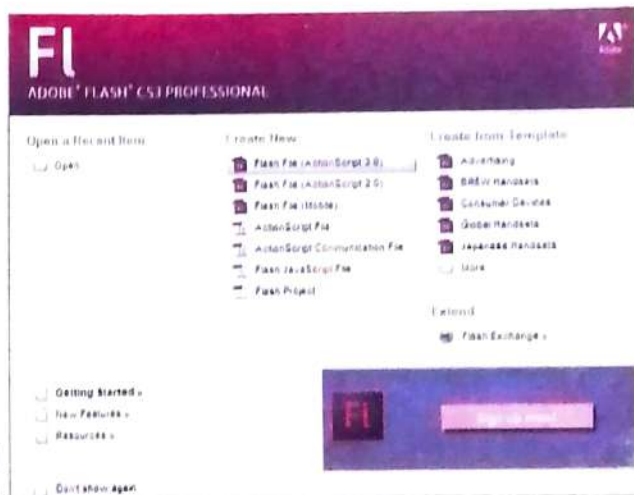 Fl
Adobe
ADOBE® FLASH® CS3 PROFESSIONAL
Open a Recent Item
Open
Create New
Flash File (ActionScript 3.0)
Flash File (ActionScript 2.0)
Flash File (Mobile)
ActionScript File
ActionScript Communication File
Flash JavaScript File
Flash Project
Create from Template
Advertising
BREW Handsets
Consumer Devices
Global Handsets
Japanese Handsets
More
Extend
Flash Exchange »
Getting Started »
New Features »
Resources »
Don't show again
Fl